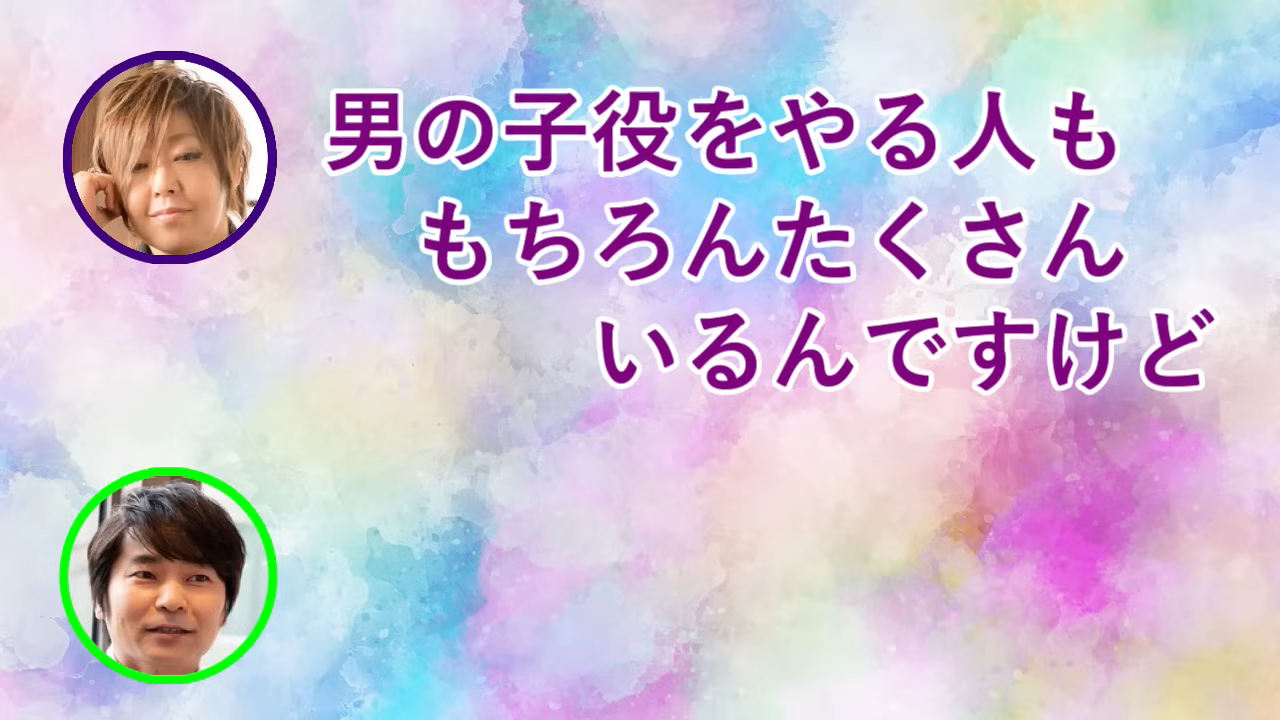 男の子役をやる人も
もちろんたくさん
いるんですけど